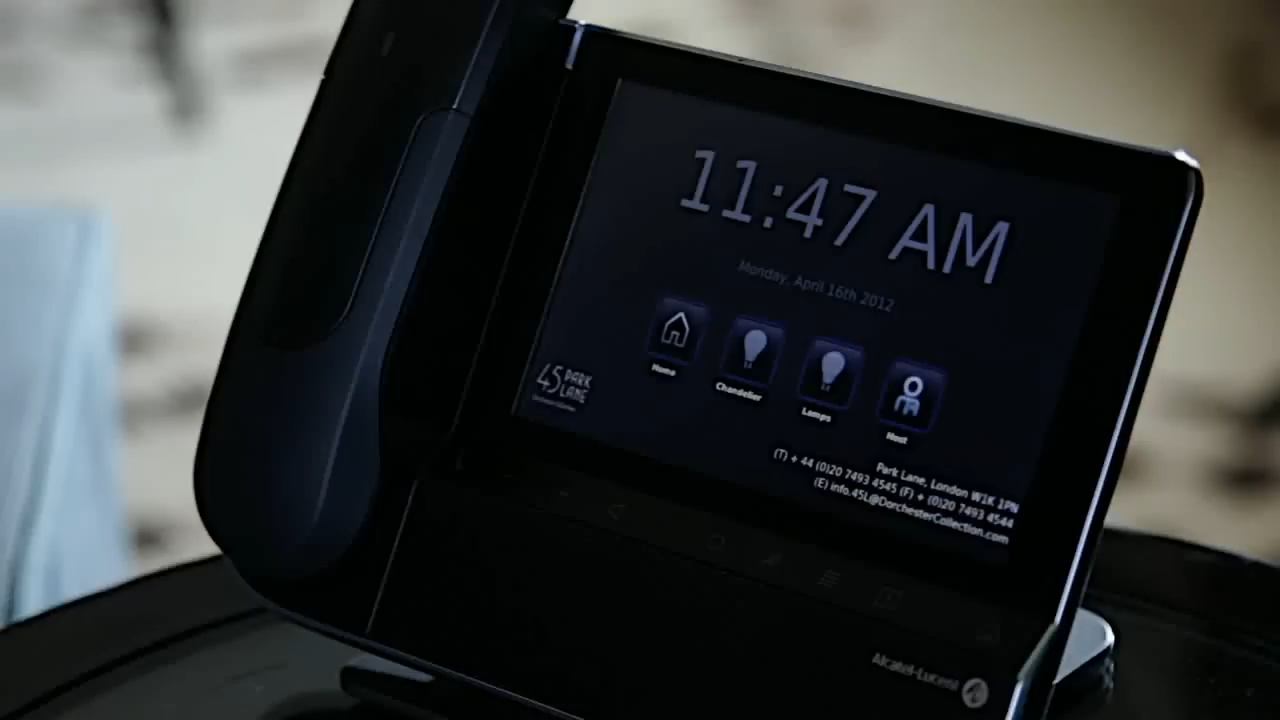 11:47 AM
Monday, April 16th 2012
Home
Chandelier
Lamps
Host
45 PARK
LANE
Park Lane, London W1K 1PN
(T) + 44 (0)20 7493 4545 (F) + (0)20 7493 4544
(E) info.45L@DorchesterCollection.com
Alcatel-Lucent